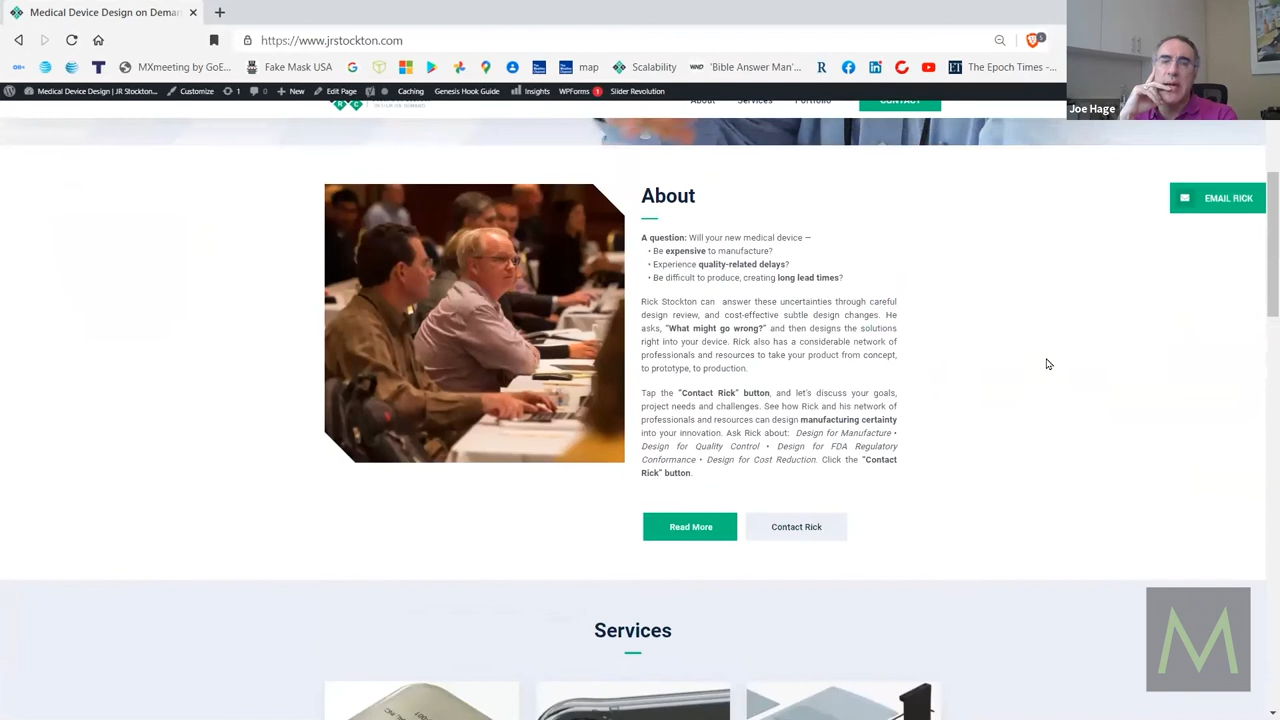 Medical Device Design on Deman
https://www.jrstockton.com
5
MXmeeting by GoE...
Fake Mask USA
map
Scalability
WND
'Bible Answer Man'...
R
ET
The Epoch Times -...
Medical Device Design | JR Stockton...
Customize
1
0
New
Edit Page
Caching
Genesis Hook Guide
Insights
WPForms
1
Slider Revolution
Joe Hage
About
Services
Portfolio
CONTACT
EMAIL RICK
About
A question: Will your new medical device —
• Be expensive to manufacture?
• Experience quality-related delays?
• Be difficult to produce, creating long lead times?
Rick Stockton can answer these uncertainties through careful
design review, and cost-effective subtle design changes. He
asks, “What might go wrong?” and then designs the solutions
right into your device. Rick also has a considerable network of
professionals and resources to take your product from concept,
to prototype, to production.
Tap the “Contact Rick” button, and let's discuss your goals,
project needs and challenges. See how Rick and his network of
professionals and resources can design manufacturing certainty
into your innovation. Ask Rick about: Design for Manufacture •
Design for Quality Control • Design for FDA Regulatory
Conformance • Design for Cost Reduction. Click the “Contact
Rick” button.
Read More
Contact Rick
Services
M